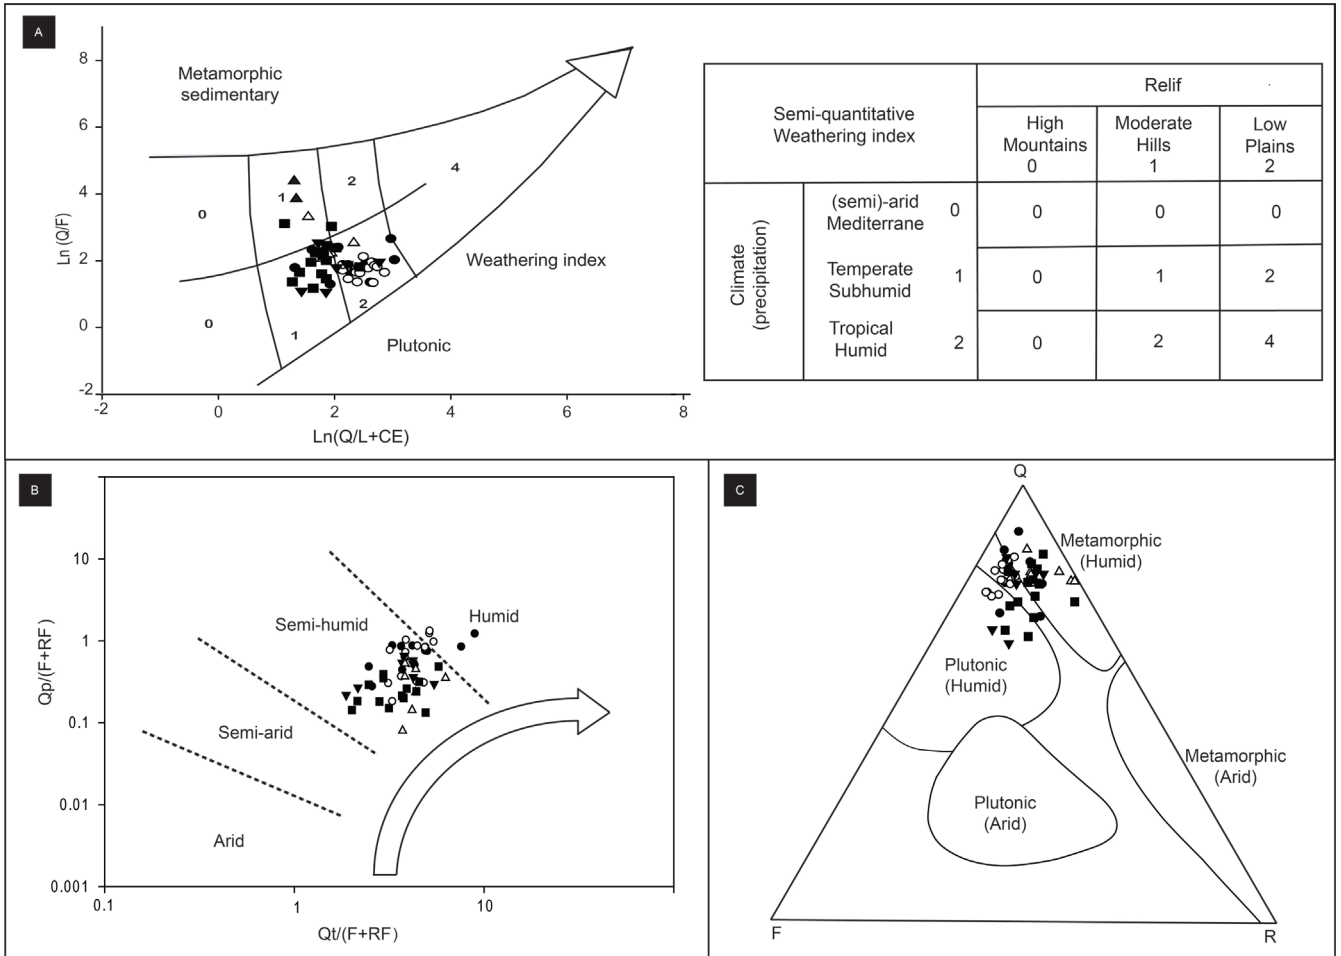 A
Metamorphic
sedimentary
8
6
4
2
0
-2
Ln (Q/F)
0
1
2
4
0
1
2
Weathering index
Plutonic
-2
0
2
4
6
8
Ln(Q/L+CE)
Semi-quantitative
Weathering index
Relif
High
Mountains
0
Moderate
Hills
1
Low
Plains
2
Climate
(precipitation)
(semi)-arid
Mediterrane
0
0
0
0
Temperate
Subhumid
1
0
1
2
Tropical
Humid
2
0
2
4
B
10
1
0.1
0.01
0.001
Qp/(F+RF)
Semi-humid
Humid
Semi-arid
Arid
0.1
1
10
Qt/(F+RF)
C
Q
Metamorphic
(Humid)
Plutonic
(Humid)
Metamorphic
(Arid)
Plutonic
(Arid)
F
R